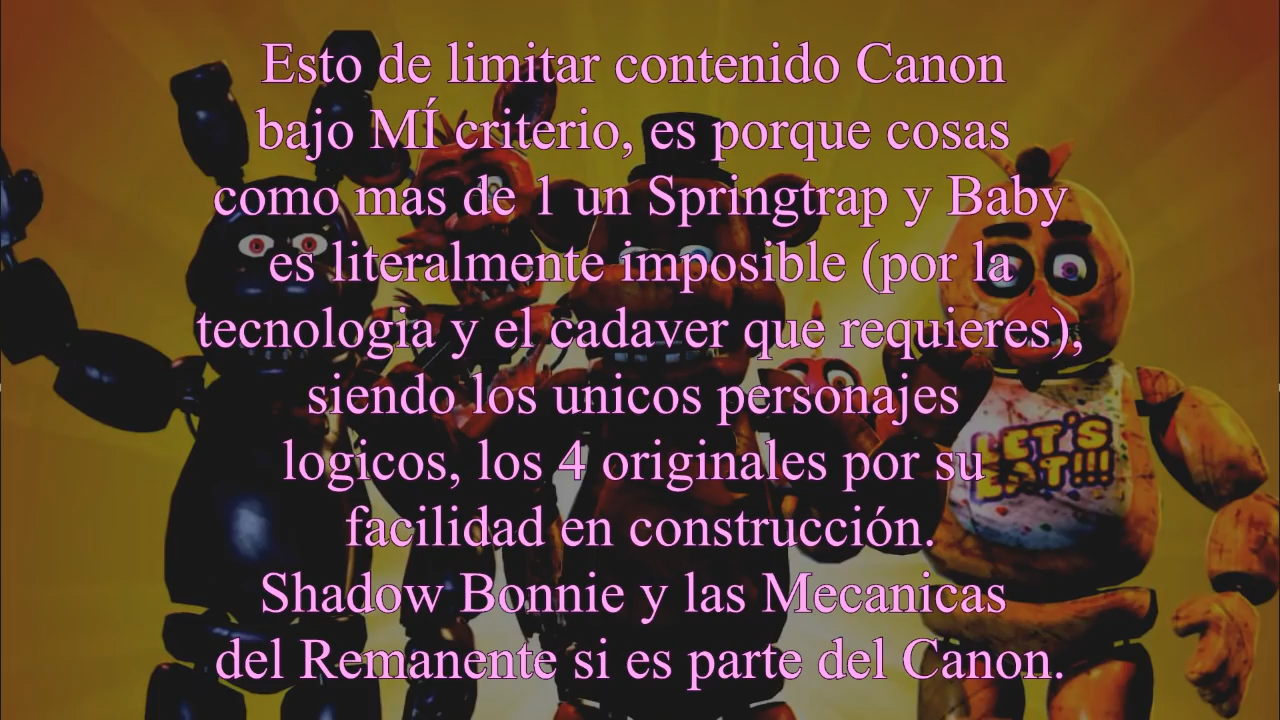 Esto de limitar contenido Canon
bajo MÍ criterio, es porque cosas
como mas de 1 un Springtrap y Baby
es literalmente imposible (por la
tecnologia y el cadaver que requieres),
siendo los unicos personajes
logicos, los 4 originales por su
facilidad en construcción.
Shadow Bonnie y las Mecanicas
del Remanente si es parte del Canon.
LET'S
EAT!!!